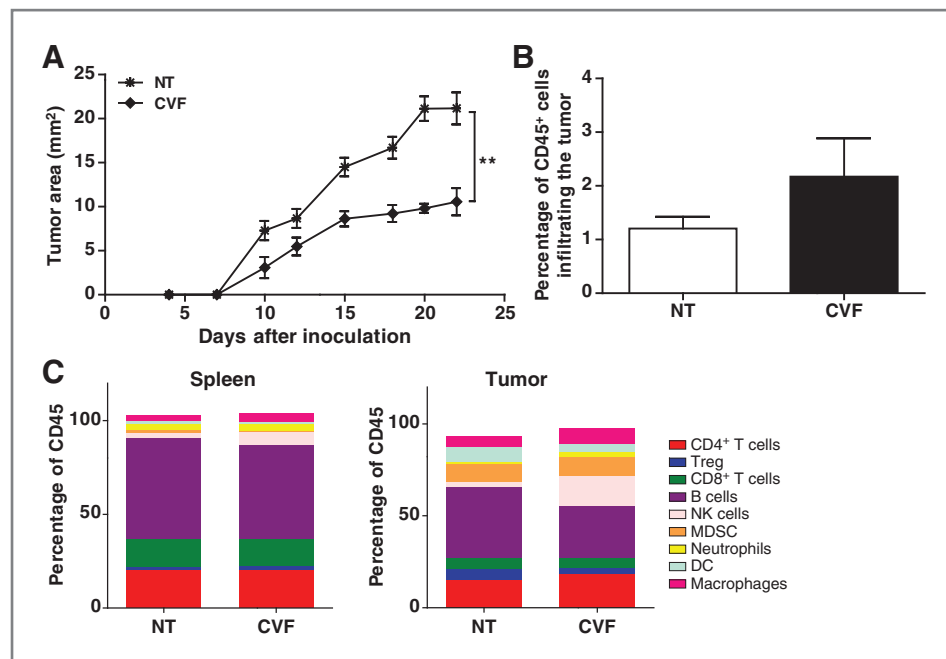 A
NT
CVF
Tumor area (mm²)
25
20
15
10
5
0
**
0
5
10
15
20
25
Days after inoculation
B
Percentage of CD45⁺ cells
infiltrating the tumor
4
3
2
1
0
NT
CVF
C
Spleen
Percentage of CD45
100
50
0
NT
CVF
Tumor
Percentage of CD45
100
50
0
NT
CVF
CD4⁺ T cells
Treg
CD8⁺ T cells
B cells
NK cells
MDSC
Neutrophils
DC
Macrophages